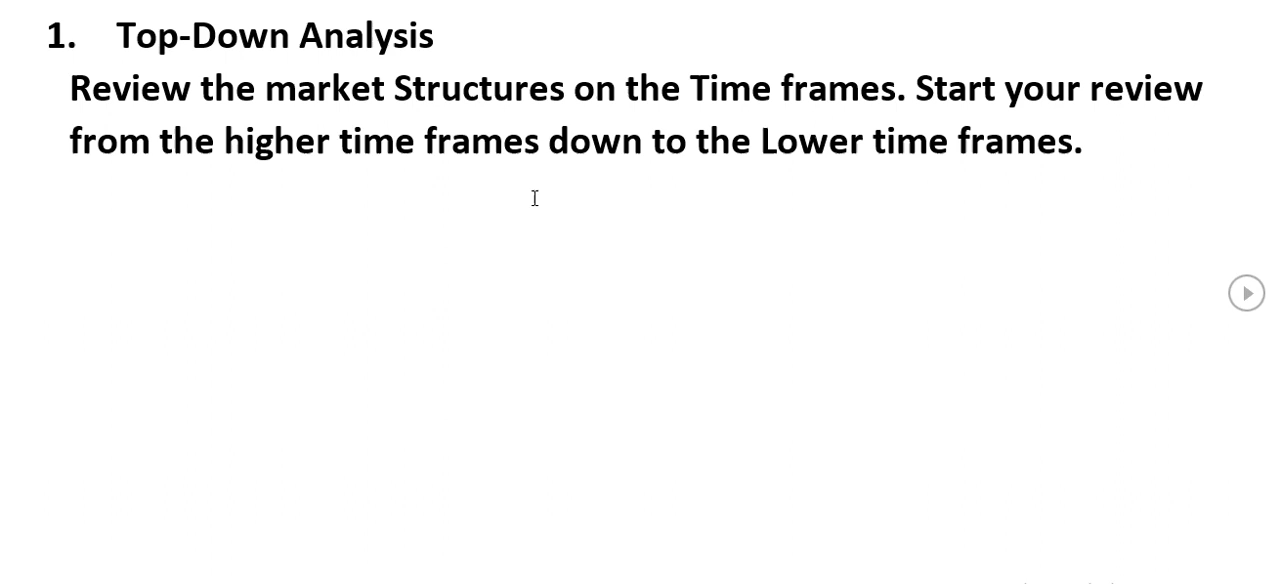 1. Top-Down Analysis
Review the market Structures on the Time frames. Start your review
from the higher time frames down to the Lower time frames.